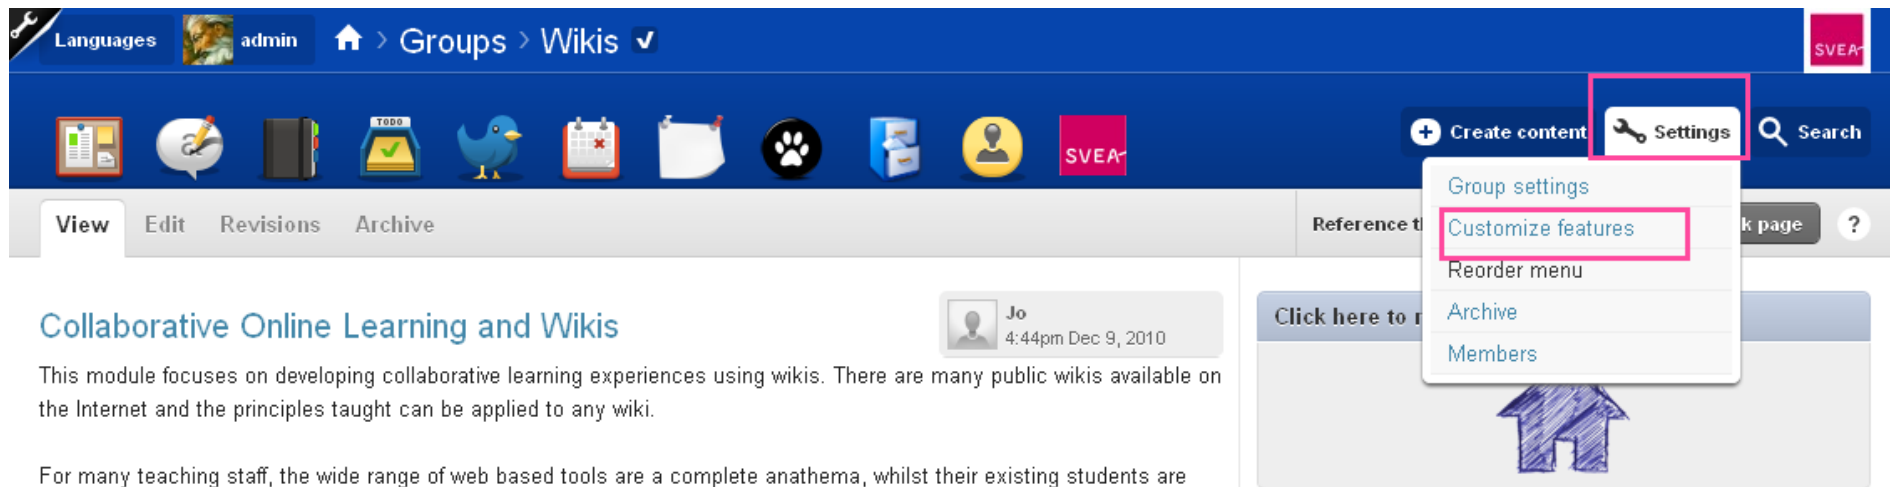 Languages admin Groups > Wikis
SVEA
TODO
SVEA
Create content Settings Search
Group settings
Customize features
Reorder menu
Archive
Members
View Edit Revisions Archive
Reference k page ?
Collaborative Online Learning and Wikis
Jo
4:44pm Dec 9, 2010
Click here to
This module focuses on developing collaborative learning experiences using wikis. There are many public wikis available on
the Internet and the principles taught can be applied to any wiki.
For many teaching staff, the wide range of web based tools are a complete anathema, whilst their existing students are